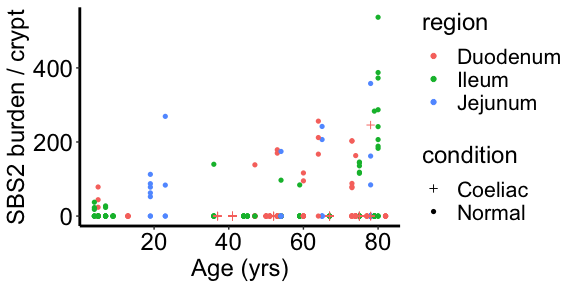 SBS2 burden / crypt
400
200
0
20
40
60
80
Age (yrs)
region
Duodenum
Ileum
Jejunum
condition
Coeliac
Normal